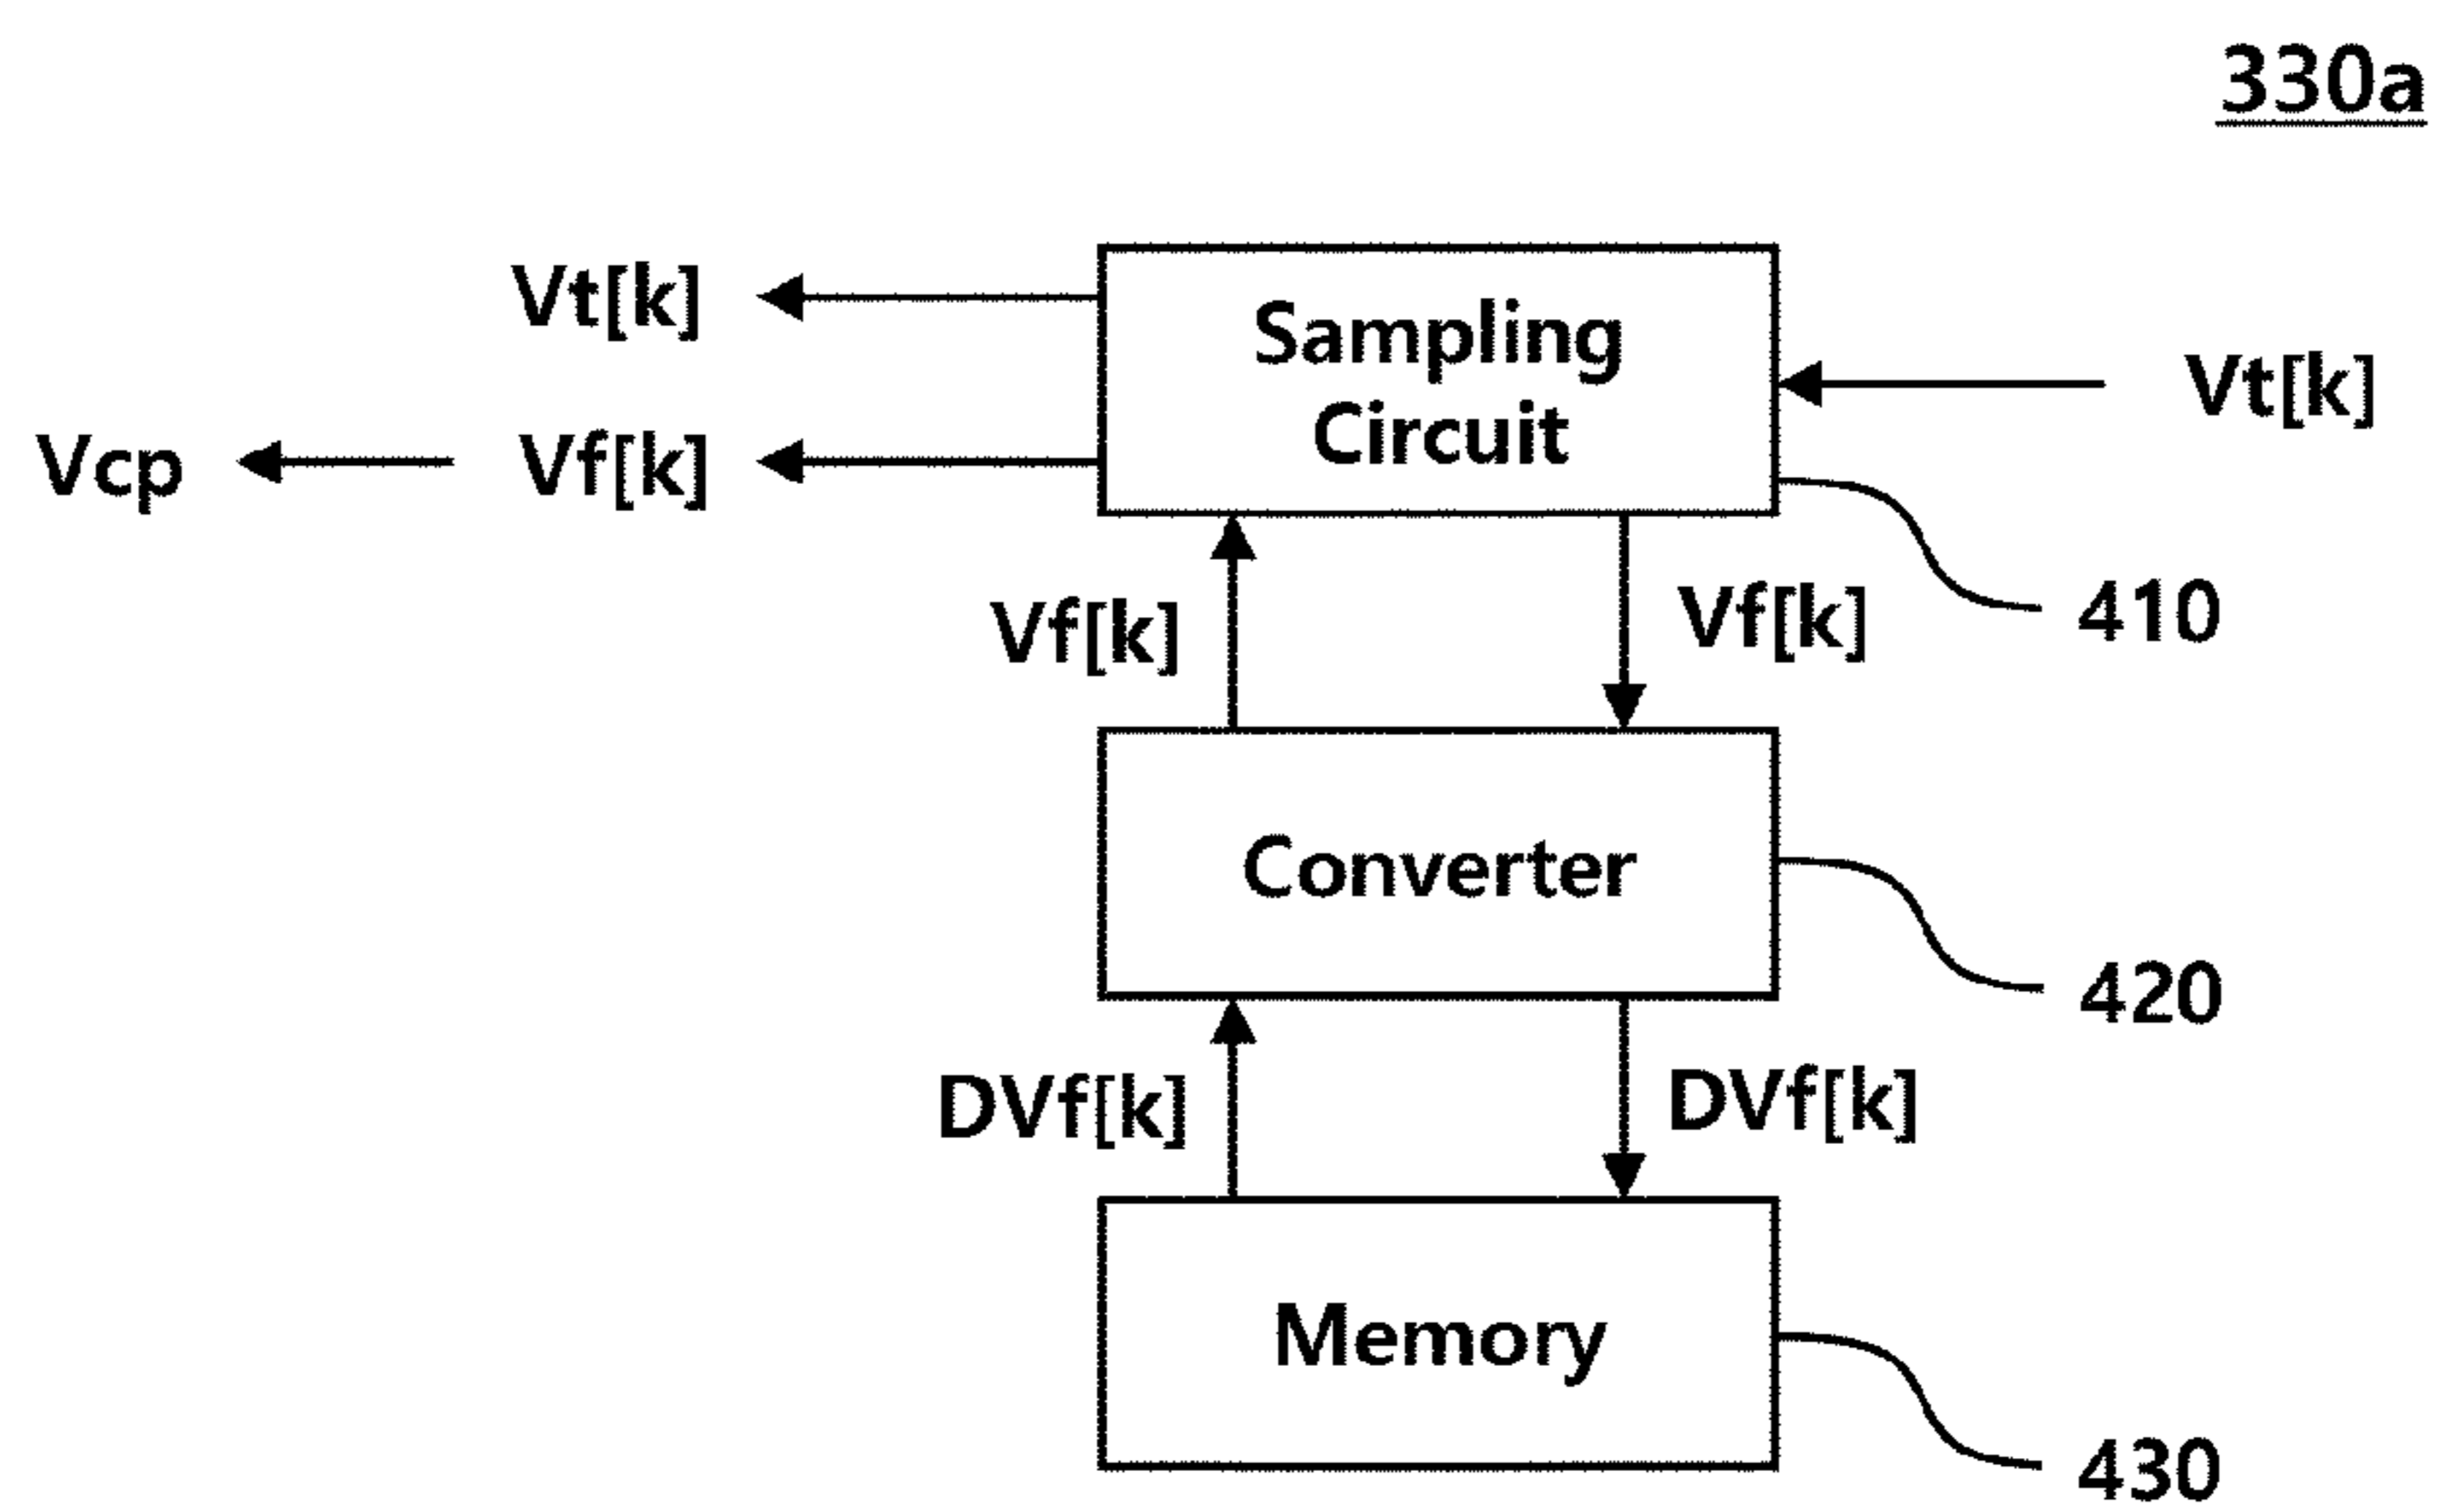 330a
Vt[k]
Sampling
Circuit
Vt[k]
Vcp
Vf[k]
410
Vf[k]
Vf[k]
Converter
420
DVf[k]
DVf[k]
Memory
430